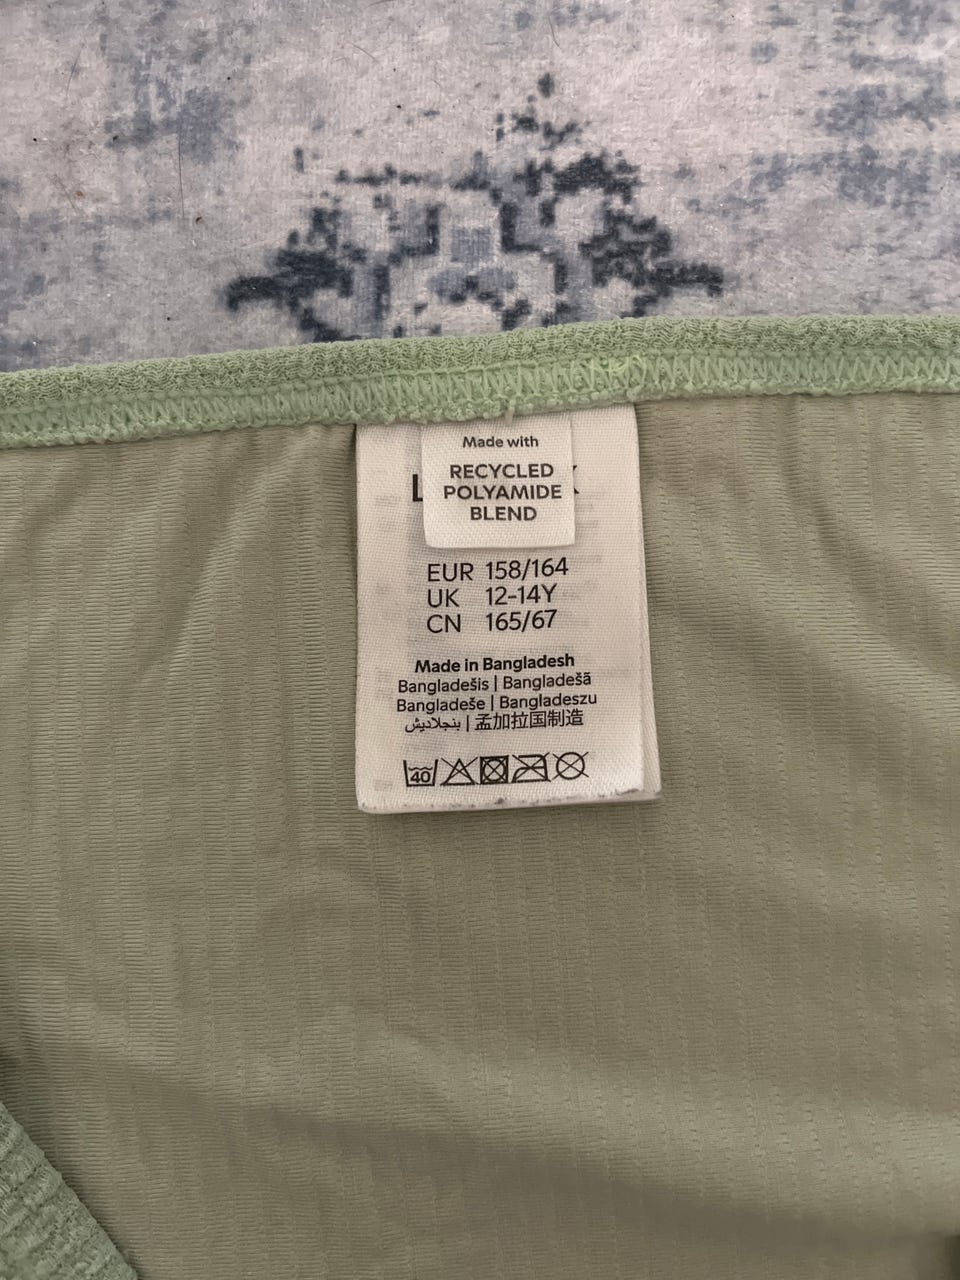 Made with
RECYCLED
POLYAMIDE
BLEND
EUR 158/164
UK 12-14Y
CN 165/67
Made in Bangladesh
Bangladešis | Bangladešā
Bangladeše | Bangladeszu
بنجلاديش | 孟加拉国制造
40